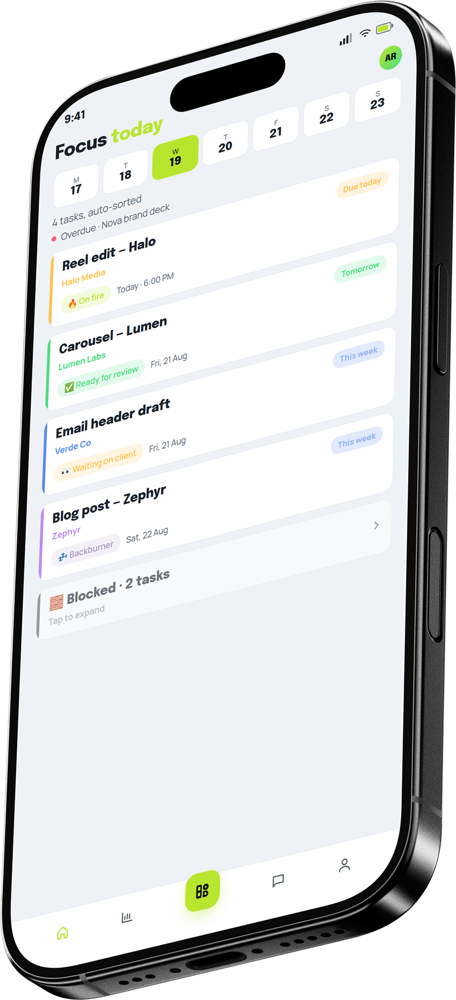 9:41
AR
Focus today
M
17
T
18
W
19
T
20
F
21
S
22
S
23
4 tasks, auto-sorted
Overdue · Nova brand deck
Reel edit – Halo
Due today
Halo Media
🔥 On fire
Today · 6:00 PM
Carousel – Lumen
Tomorrow
Lumen Labs
✅ Ready for review
Fri, 21 Aug
Email header draft
This week
Verde Co
👀 Waiting on client
Fri, 21 Aug
Blog post – Zephyr
This week
Zephyr
💤 Backburner
Sat, 22 Aug
🧱 Blocked · 2 tasks
Tap to expand